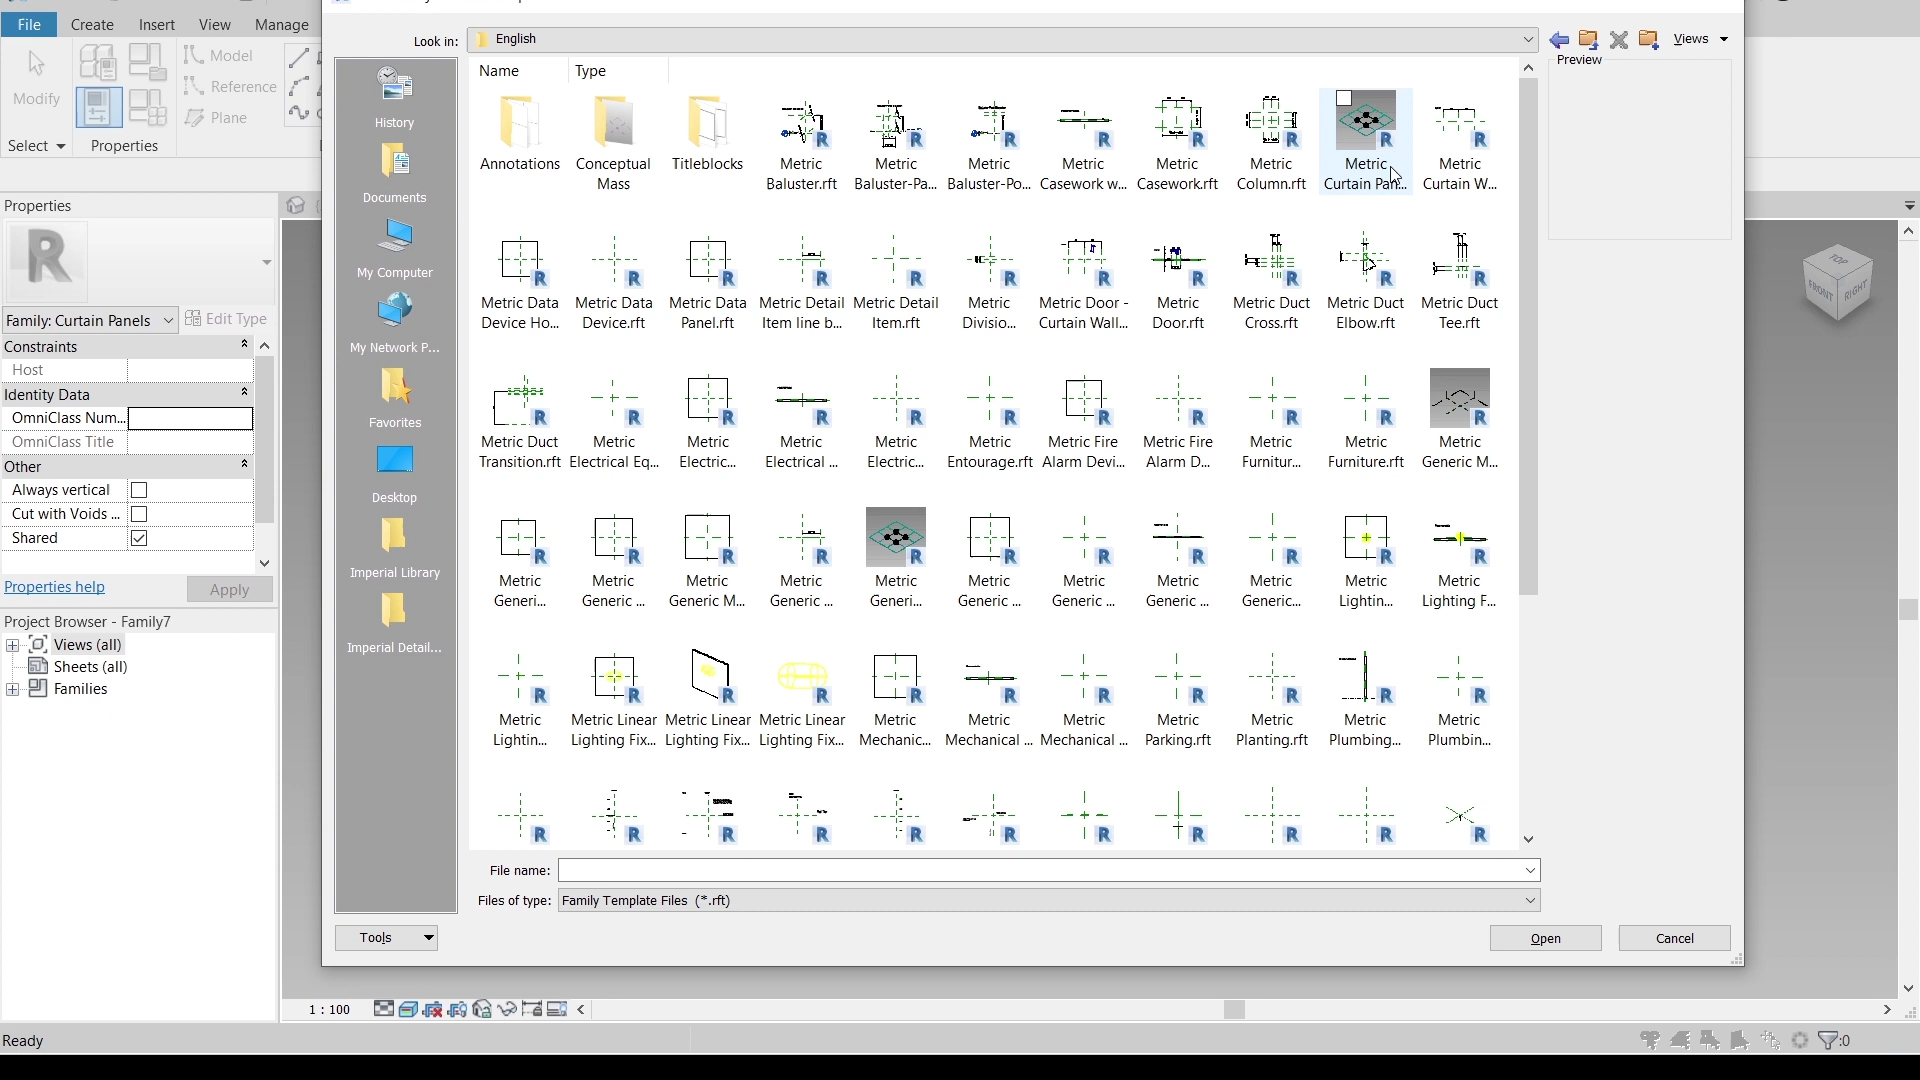 File
Create
Insert
View
Manage
Look in:
English
Views
Modify
Model
Reference
Plane
Select
Properties
Name
Type
Preview
History
Documents
My Computer
My Network P...
Favorites
Desktop
Imperial Library
Imperial Detail...
Annotations
Conceptual Mass
Titleblocks
Metric Baluster.rft
Metric Baluster-Pa...
Metric Baluster-Po...
Metric Casework w...
Metric Casework.rft
Metric Column.rft
Metric Curtain Pan...
Metric Curtain W...
Metric Data Device Ho...
Metric Data Device.rft
Metric Data Panel.rft
Metric Detail Item line b...
Metric Detail Item.rft
Metric Divisio...
Metric Door - Curtain Wall...
Metric Door.rft
Metric Duct Cross.rft
Metric Duct Elbow.rft
Metric Duct Tee.rft
Metric Duct Transition.rft
Metric Electrical Eq...
Metric Electric...
Metric Electrical ...
Metric Electric...
Metric Entourage.rft
Metric Fire Alarm Devi...
Metric Fire Alarm D...
Metric Furnitur...
Metric Furniture.rft
Metric Generic M...
Metric Generi...
Metric Generic ...
Metric Generic M...
Metric Generic ...
Metric Generi...
Metric Generic ...
Metric Generic ...
Metric Generic ...
Metric Generic...
Metric Lightin...
Metric Lighting F...
Metric Lightin...
Metric Linear Lighting Fix...
Metric Linear Lighting Fix...
Metric Linear Lighting Fix...
Metric Mechanic...
Metric Mechanical ...
Metric Mechanical ...
Metric Parking.rft
Metric Planting.rft
Metric Plumbing...
Metric Plumbin...
File name:
Files of type:
Family Template Files (*.rft)
Tools
Open
Cancel
Properties
R
Family: Curtain Panels
Edit Type
Constraints
Host
Identity Data
OmniClass Num...
OmniClass Title
Other
Always vertical
Cut with Voids ...
Shared
Properties help
Apply
Project Browser - Family7
Views (all)
Sheets (all)
Families
TOP
FRONT
RIGHT
1 : 100
Ready
:0